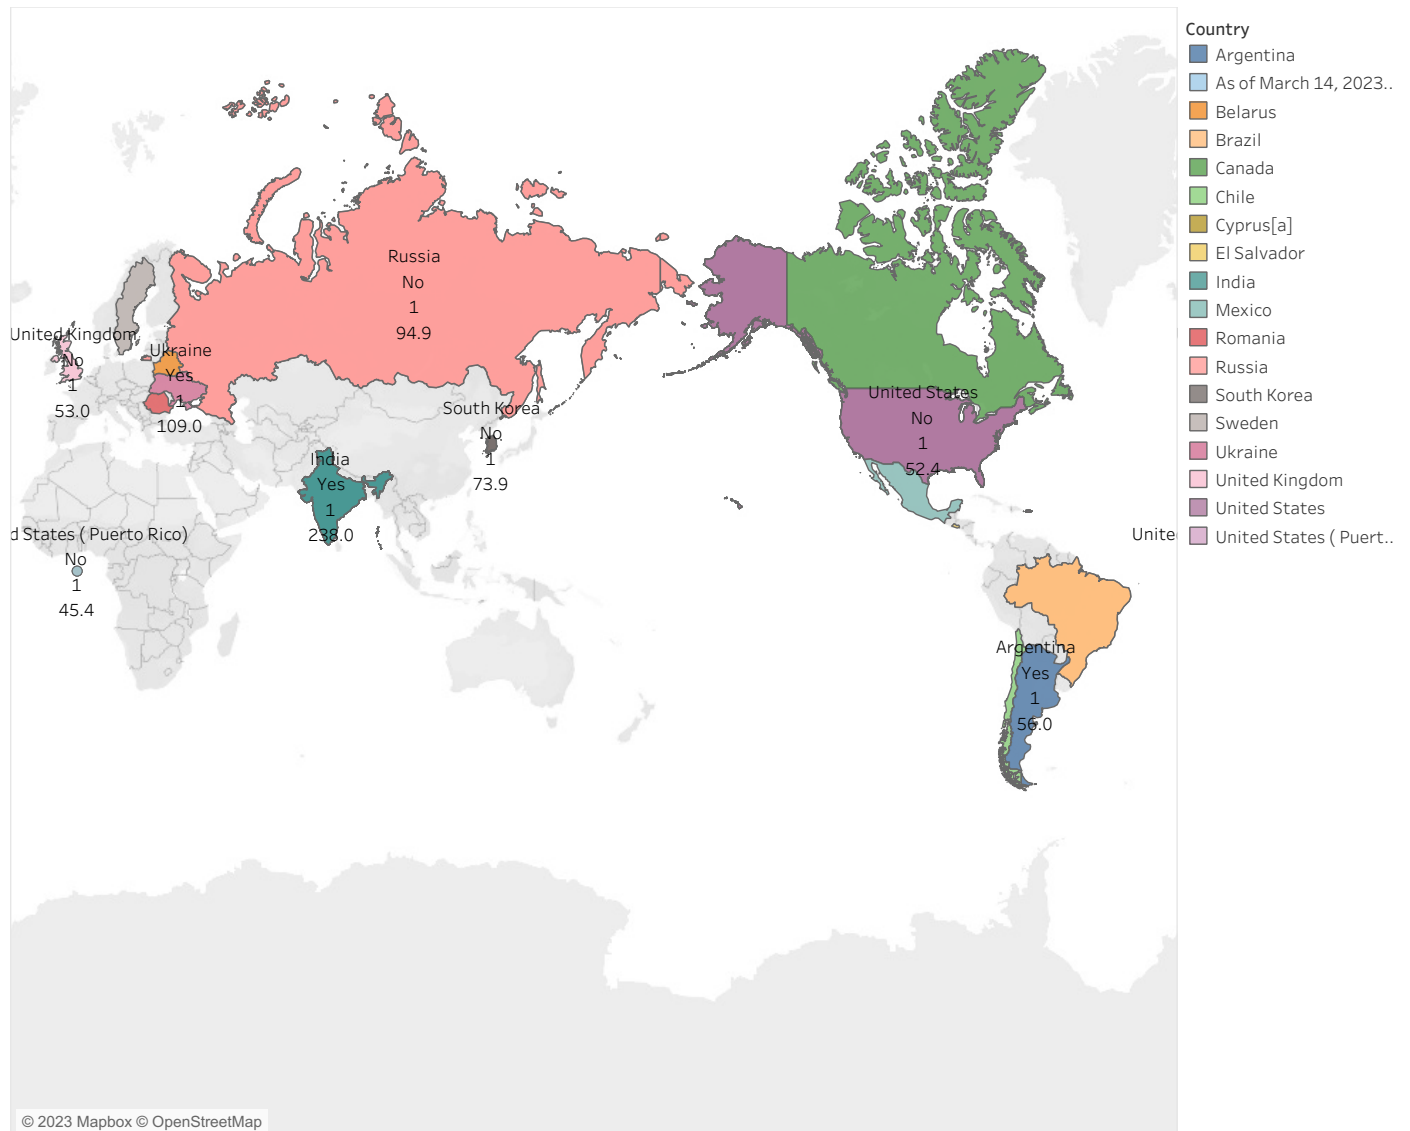 Russia
No
1
94.9
United Kingdom
No
1
53.0
Ukraine
Yes
1
109.0
South Korea
No
1
73.9
India
Yes
1
238.0
d States ( Puerto Rico)
No
1
45.4
United States
No
1
52.4
Unite
Argentina
Yes
1
56.0
© 2023 Mapbox © OpenStreetMap
Country
Argentina
As of March 14, 2023..
Belarus
Brazil
Canada
Chile
Cyprus[a]
El Salvador
India
Mexico
Romania
Russia
South Korea
Sweden
Ukraine
United Kingdom
United States
United States ( Puert..